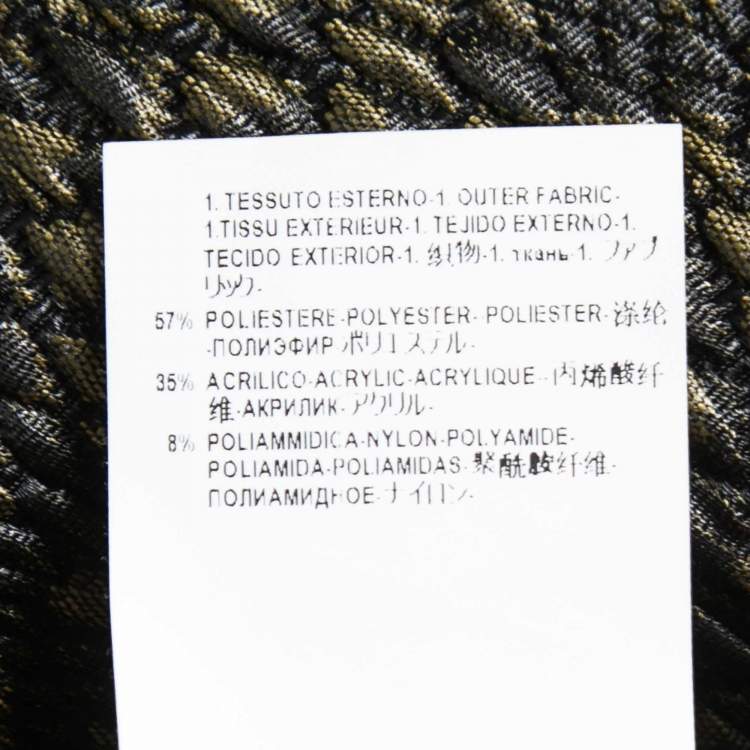 1. TESSUTO ESTERNO-1. OUTER FABRIC-
1.TISSU EXTERIEUR-1. TEJIDO EXTERNO-1.
TECIDO EXTERIOR-1. 织物-1. ткань-1. ファブ
リック-
57% POLIESTERE-POLYESTER- POLIESTER-涤纶
-ПОЛИЭФИР-ポリエステル-
35% ACRILICO-ACRYLIC-ACRYLIQUE--丙烯酸纤
维-АКРИЛИК-アクリル-
8% POLIAMMIDICA-NYLON-POLYAMIDE-
POLIAMIDA-POLIAMIDAS-聚酰胺纤维-
ПОЛИАМИДНОЕ-ナイロン-